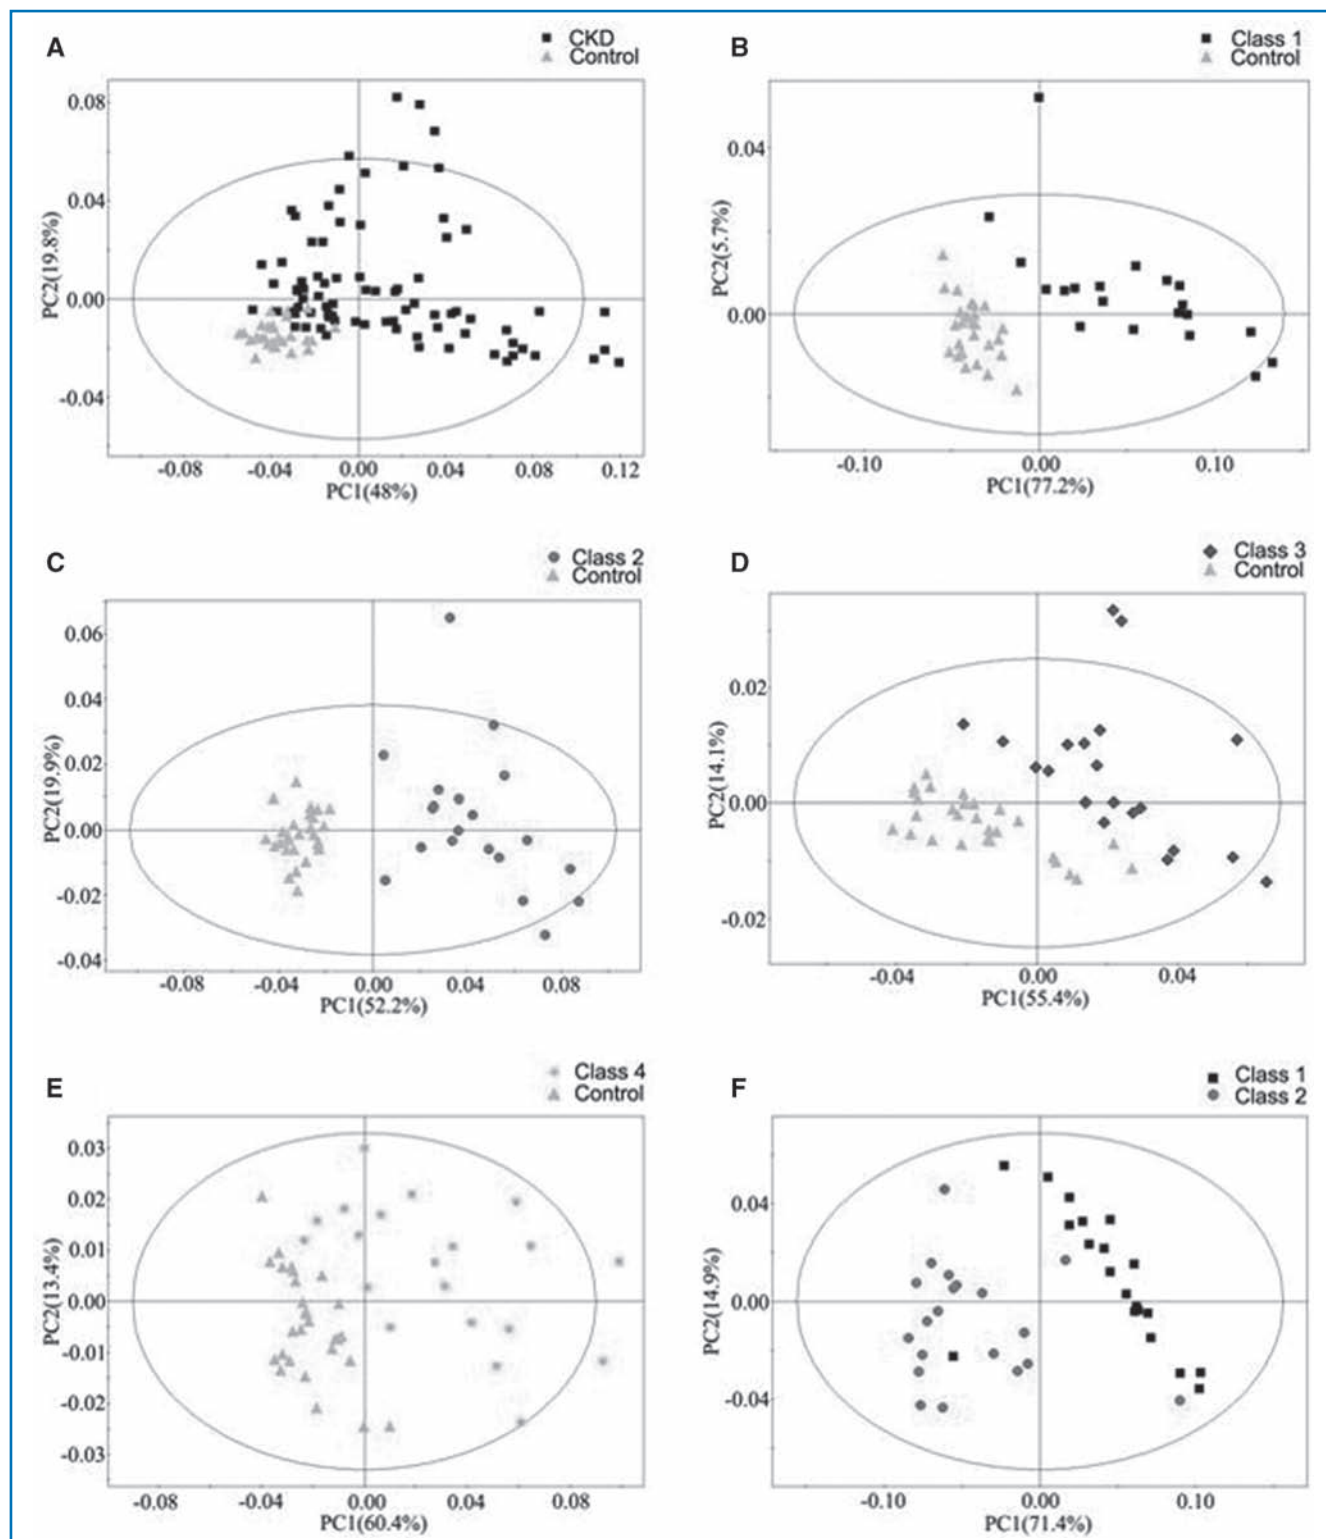 A
CKD
Control
0.08
0.04
0.00
-0.04
PC2(19.8%)
-0.08 -0.04 0.00 0.04 0.08 0.12
PC1(48%)
B
Class 1
Control
0.04
0.00
PC2(5.7%)
-0.10 0.00 0.10
PC1(77.2%)
C
Class 2
Control
0.06
0.04
0.02
0.00
-0.02
-0.04
PC2(19.9%)
-0.08 -0.04 0.00 0.04 0.08
PC1(52.2%)
D
Class 3
Control
0.02
0.00
-0.02
PC2(14.1%)
-0.04 0.00 0.04
PC1(55.4%)
E
Class 4
Control
0.03
0.02
0.01
0.00
-0.01
-0.02
-0.03
PC2(13.4%)
-0.08 -0.04 0.00 0.04 0.08
PC1(60.4%)
F
Class 1
Class 2
0.04
0.00
-0.04
PC2(14.9%)
-0.10 0.00 0.10
PC1(71.4%)